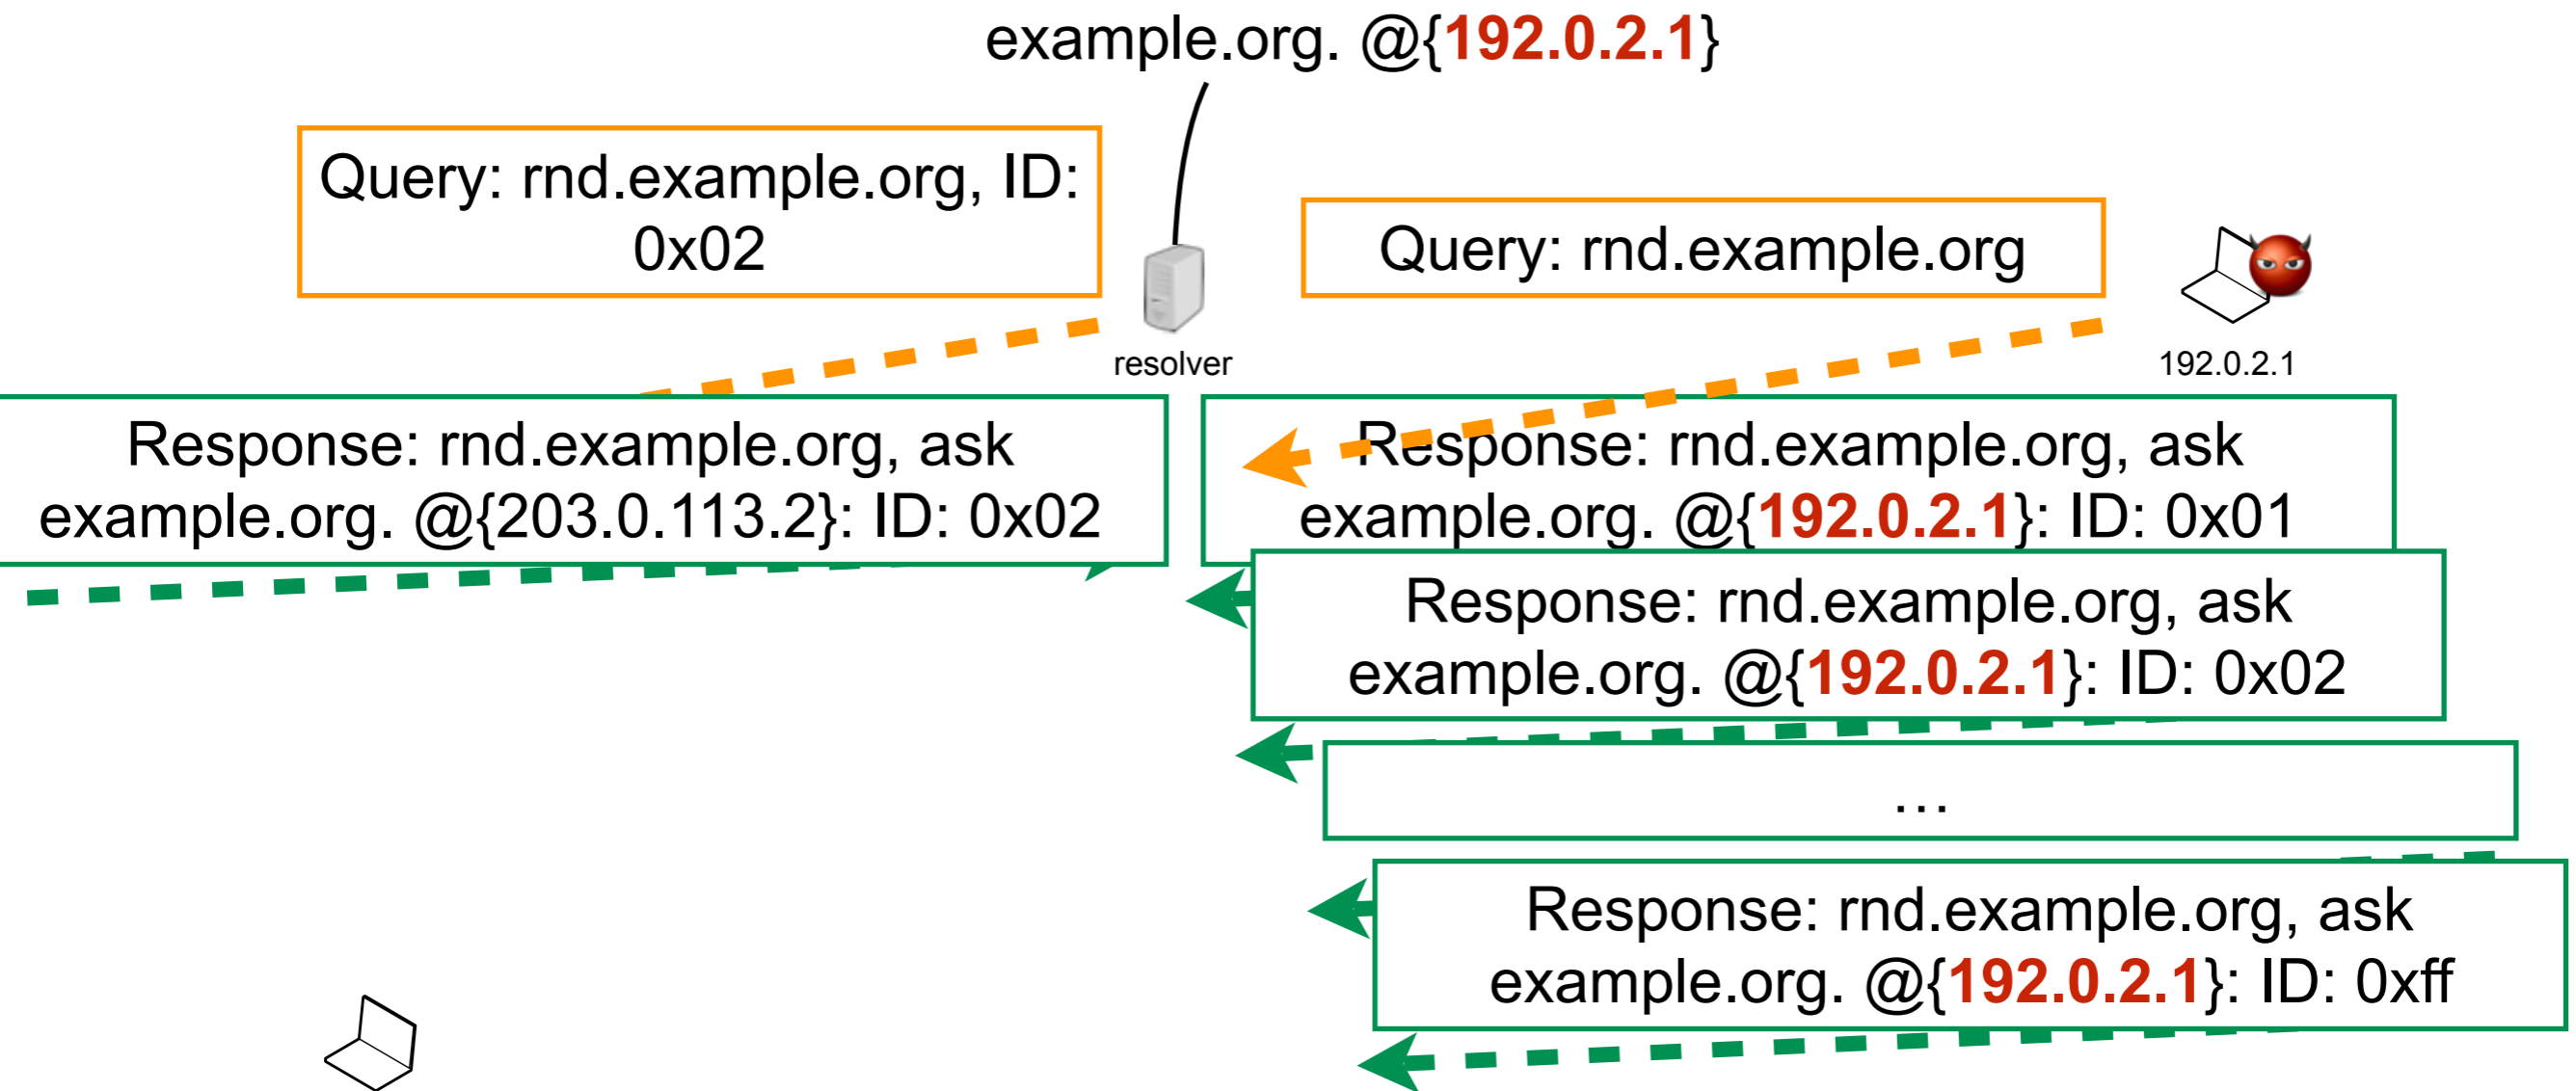 example.org. @{192.0.2.1}
Query: rnd.example.org, ID:
0x02
Query: rnd.example.org
resolver
192.0.2.1
Response: rnd.example.org, ask
example.org. @{203.0.113.2}: ID: 0x02
Response: rnd.example.org, ask
example.org. @{192.0.2.1}: ID: 0x01
Response: rnd.example.org, ask
example.org. @{192.0.2.1}: ID: 0x02
…
Response: rnd.example.org, ask
example.org. @{192.0.2.1}: ID: 0xff